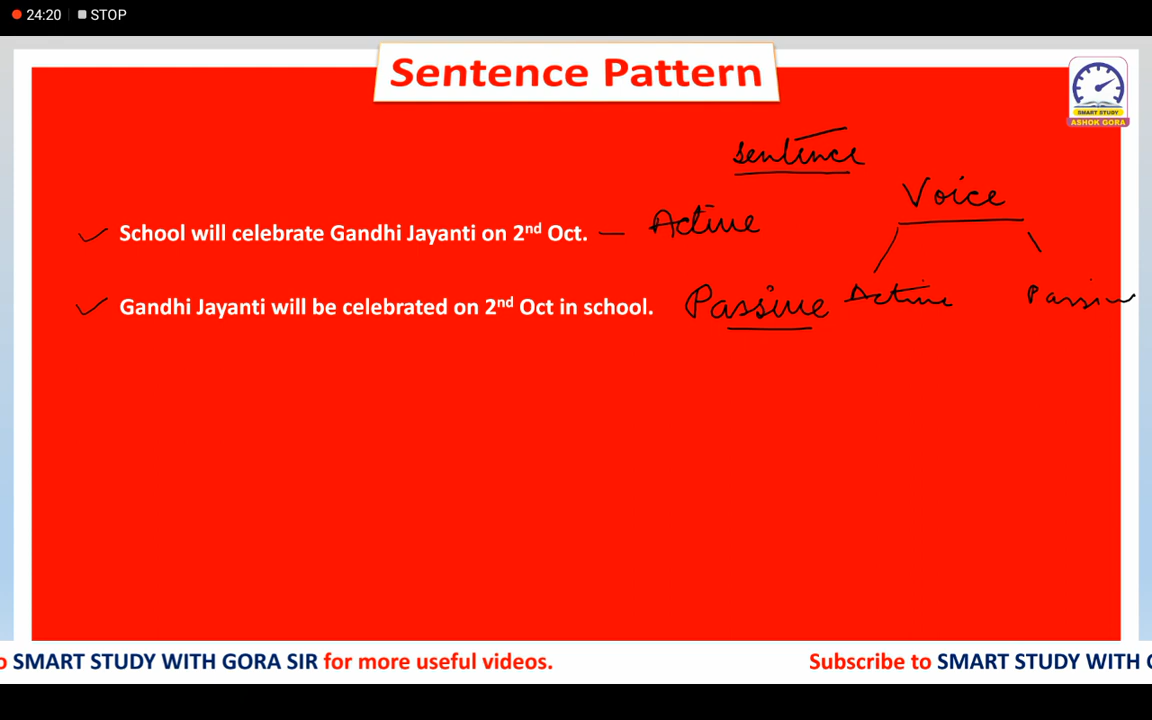 24:20 STOP
Sentence Pattern
SMART STUDY
ASHOK GORA
sentence
Voice
School will celebrate Gandhi Jayanti on 2nd Oct. — Active
Gandhi Jayanti will be celebrated on 2nd Oct in school. Passive Active Passive
o SMART STUDY WITH GORA SIR for more useful videos. Subscribe to SMART STUDY WITH G